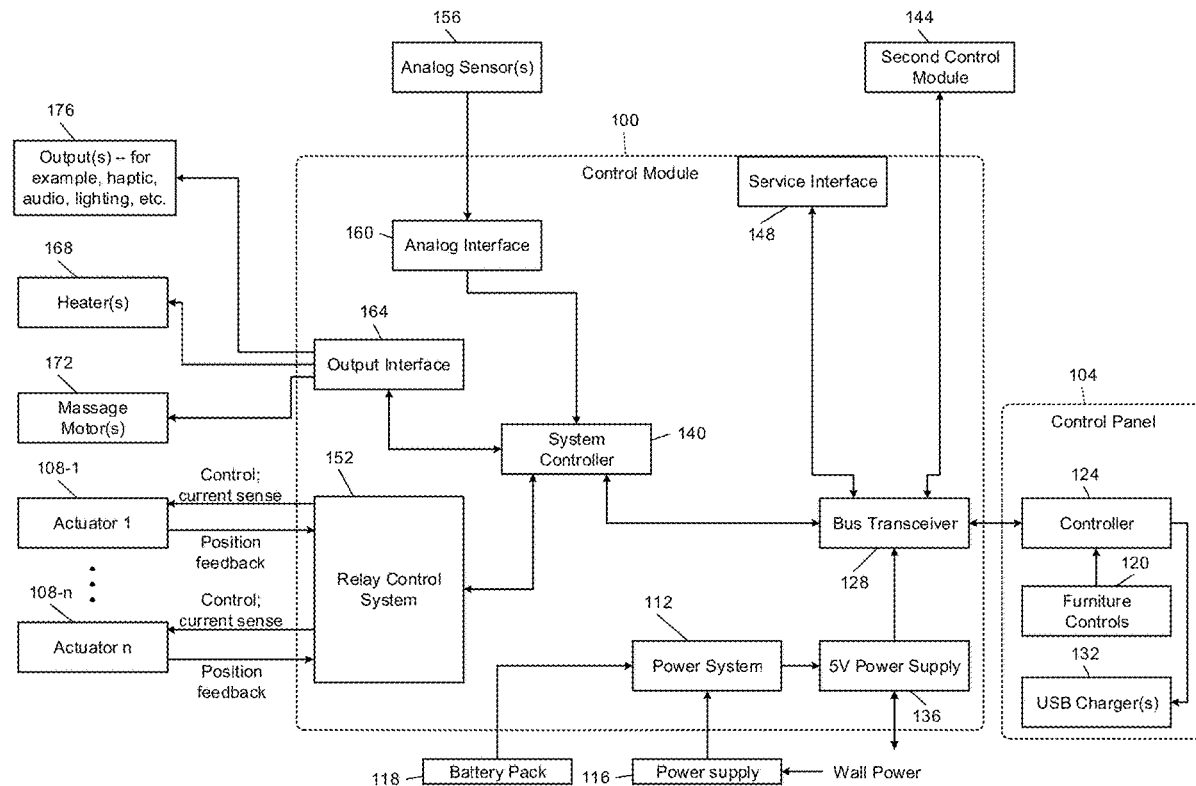 156
Analog Sensor(s)
144
Second Control
Module
176
Output(s) -- for
example, haptic,
audio, lighting, etc.
100
Control Module
Service Interface
148
160
Analog Interface
168
Heater(s)
164
Output Interface
172
Massage
Motor(s)
System
Controller
140
104
Control Panel
108-1
Actuator 1
Control;
current sense
Position
feedback
152
Relay Control
System
Bus Transceiver
128
124
Controller
120
Furniture
Controls
108-n
Actuator n
Control;
current sense
Position
feedback
112
Power System
5V Power Supply
136
132
USB Charger(s)
118
Battery Pack
116
Power supply
Wall Power